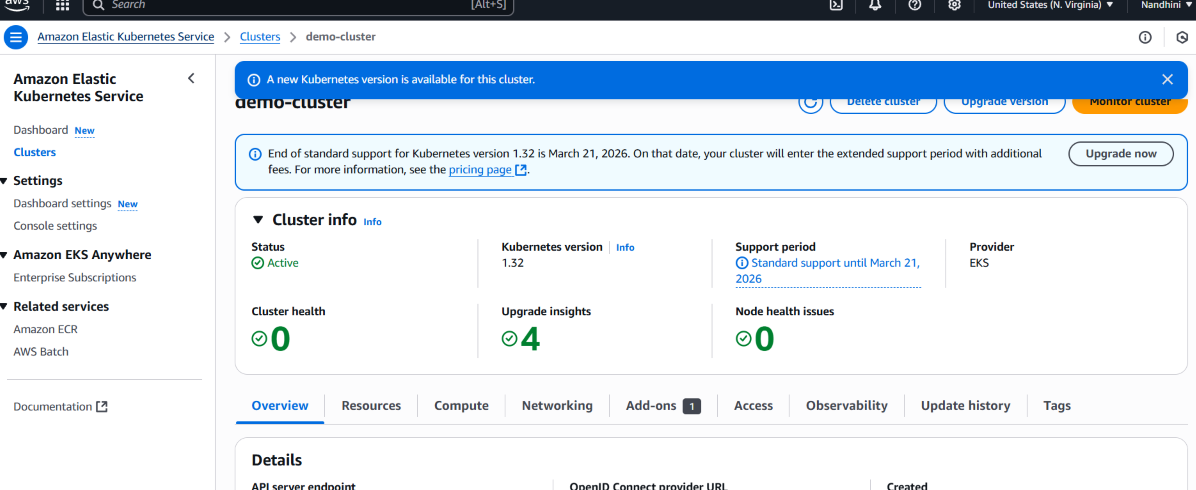 aws
Search
[Alt+S]
United States (N. Virginia)
Nandhini
Amazon Elastic Kubernetes Service
Clusters
demo-cluster
Amazon Elastic
Kubernetes Service
Dashboard New
Clusters
Settings
Dashboard settings New
Console settings
Amazon EKS Anywhere
Enterprise Subscriptions
Related services
Amazon ECR
AWS Batch
Documentation
A new Kubernetes version is available for this cluster.
demo-cluster
Delete cluster
Upgrade version
Monitor cluster
End of standard support for Kubernetes version 1.32 is March 21, 2026. On that date, your cluster will enter the extended support period with additional
fees. For more information, see the pricing page.
Upgrade now
Cluster info Info
Status
Active
Kubernetes version Info
1.32
Support period
Standard support until March 21,
2026
Provider
EKS
Cluster health
0
Upgrade insights
4
Node health issues
0
Overview
Resources
Compute
Networking
Add-ons 1
Access
Observability
Update history
Tags
Details
API server endpoint
OpenID Connect provider URL
Created